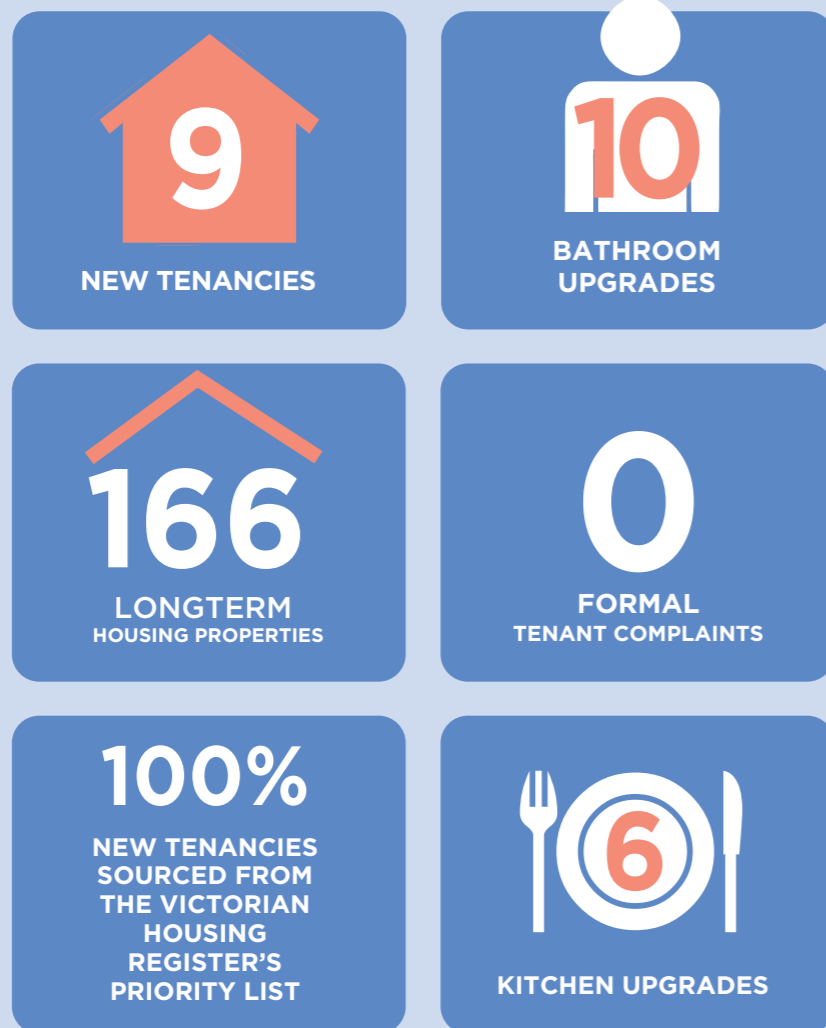 9
NEW TENANCIES
10
BATHROOM
UPGRADES
166
LONGTERM
HOUSING PROPERTIES
0
FORMAL
TENANT COMPLAINTS
100%
NEW TENANCIES
SOURCED FROM
THE VICTORIAN
HOUSING
REGISTER'S
PRIORITY LIST
6
KITCHEN UPGRADES